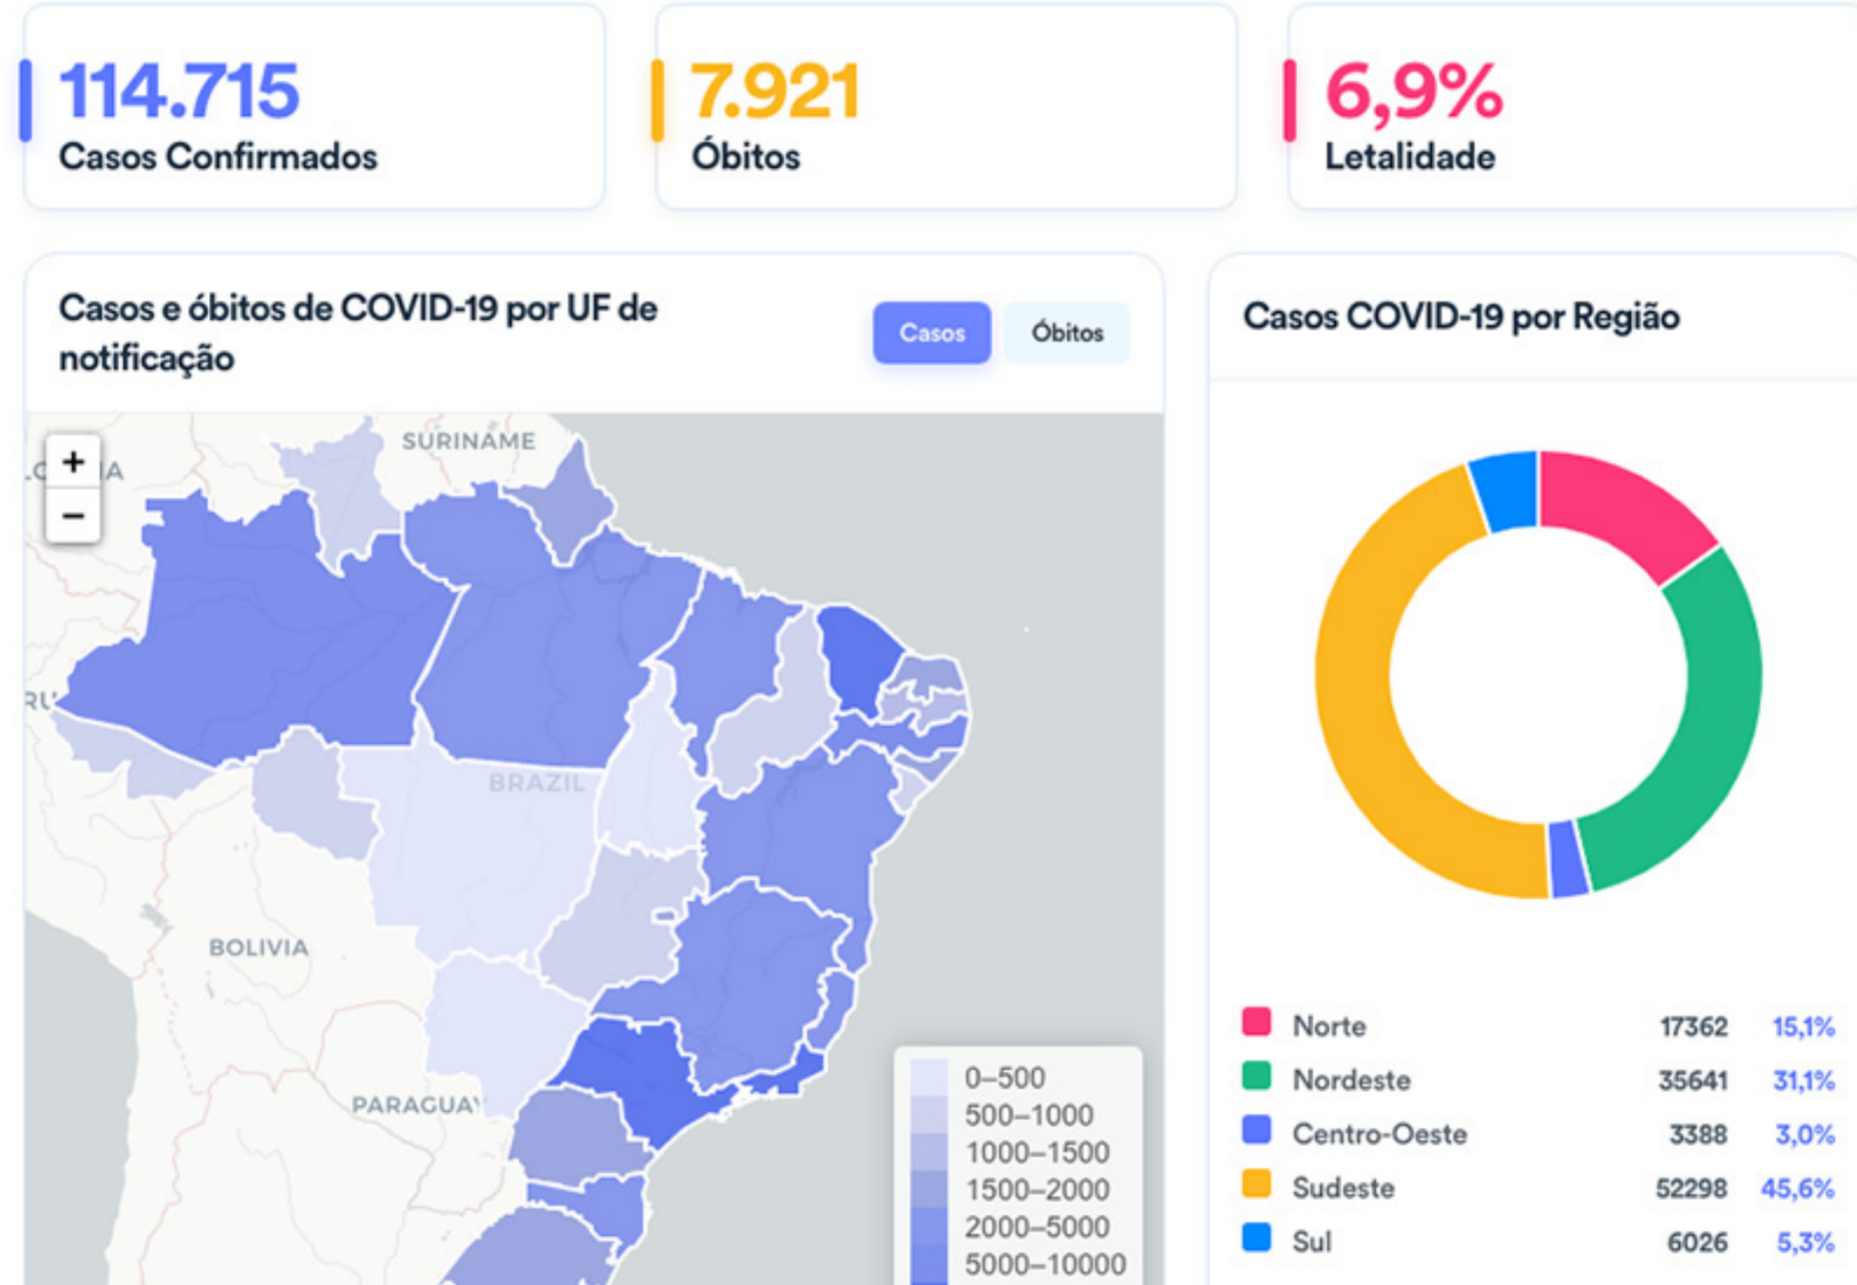 114.715
Casos Confirmados
7.921
Óbitos
6,9%
Letalidade
Casos e óbitos de COVID-19 por UF de
notificação
Casos
Óbitos
+
−
SURINAME
BRAZIL
BOLIVIA
PARAGUAY
0–500
500–1000
1000–1500
1500–2000
2000–5000
5000–10000
Casos COVID-19 por Região
Norte 17362 15,1%
Nordeste 35641 31,1%
Centro-Oeste 3388 3,0%
Sudeste 52298 45,6%
Sul 6026 5,3%